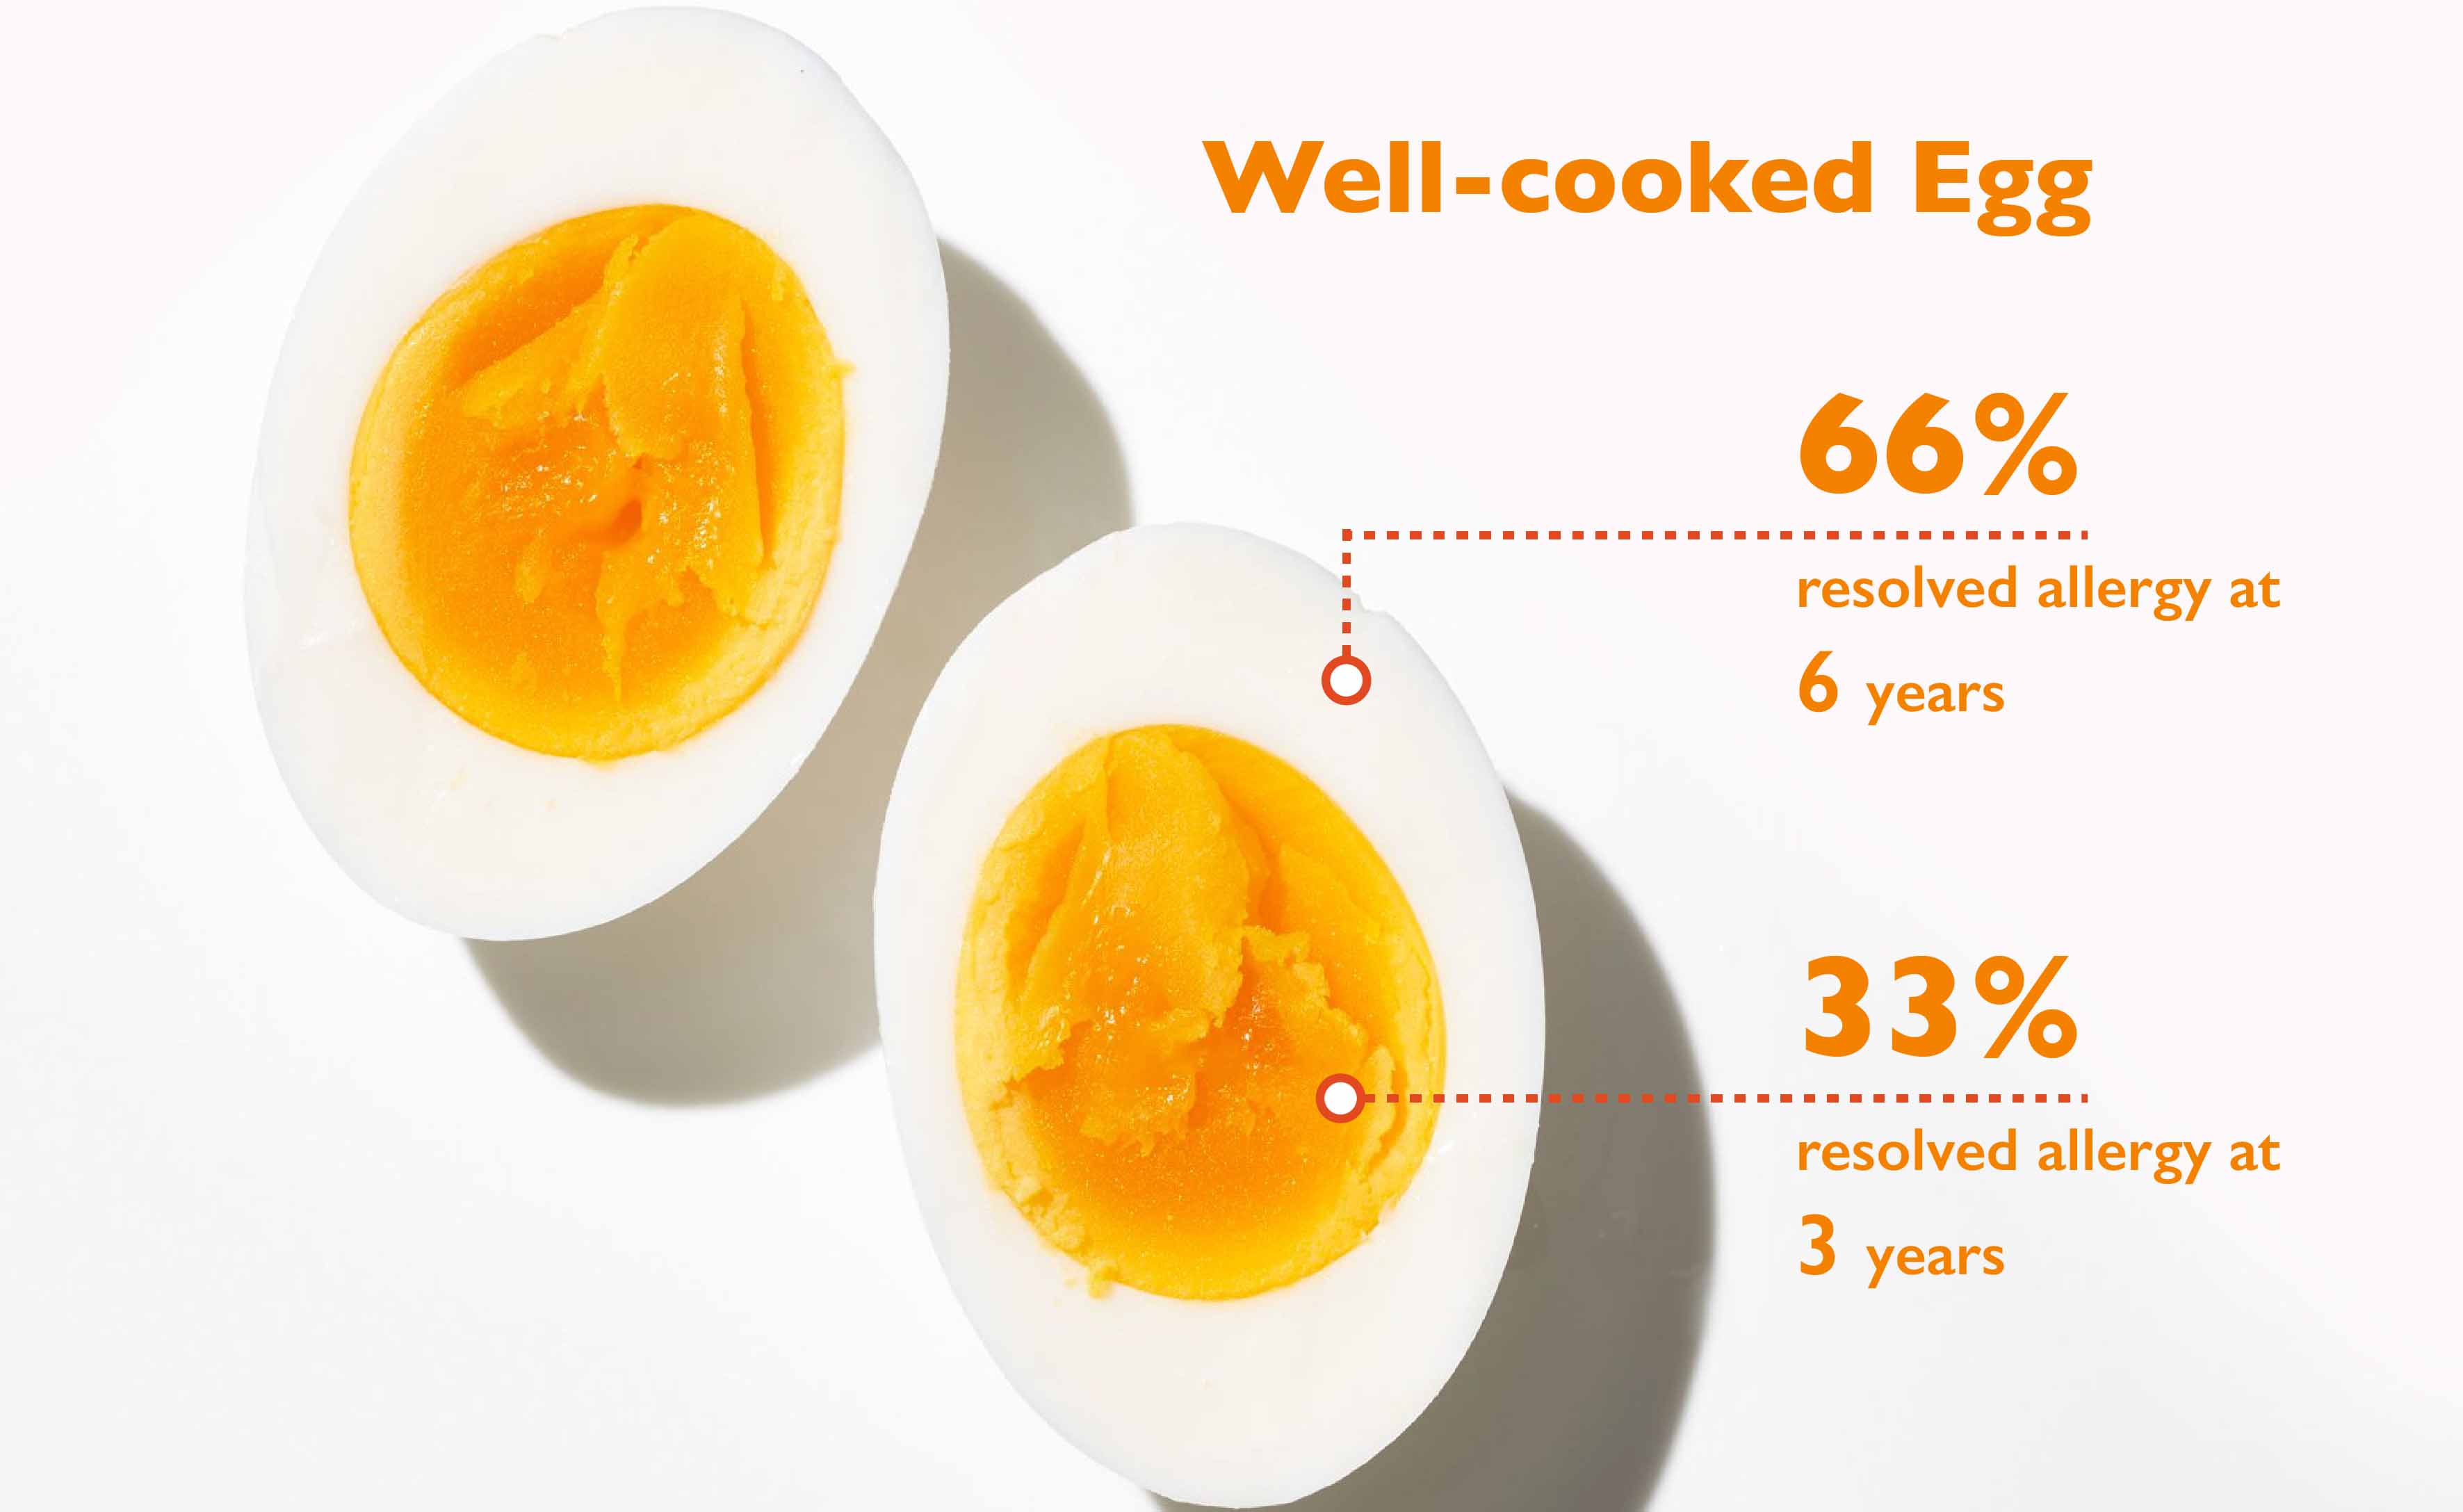 Well-cooked Egg
66%
resolved allergy at
6 years
33%
resolved allergy at
3 years